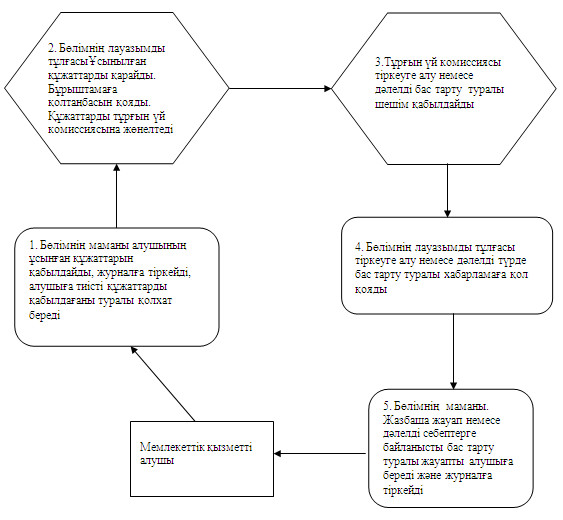 2. Бөлімнің лауазымды
тұлғасы Ұсынылған
құжаттарды қарайды.
Бұрыштамаға
қолтанбасын қояды.
Құжаттарды тұрғын үй
комиссиясына жөнелтеді
3.Тұрғын үй комиссиясы
тіркеуге алу немесе
дәлелді бас тарту туралы
шешім қабылдайды
1. Бөлімнің маманы алушының
ұсынған құжаттарын
қабылдайды, журналға тіркейді,
алушыға тиісті құжаттарды
қабылдағаны туралы қолхат
береді
4. Бөлімнің лауазымды тұлғасы
тіркеуге алу немесе дәлелді түрде
бас тарту туралы хабарламаға қол
қояды
5. Бөлімнің маманы.
Жазбаша жауап немесе
дәлелді себептерге
байланысты бас тарту
туралы жауапты алушыға
береді және журналға
тіркейді
Мемлекеттік қызметті
алушы